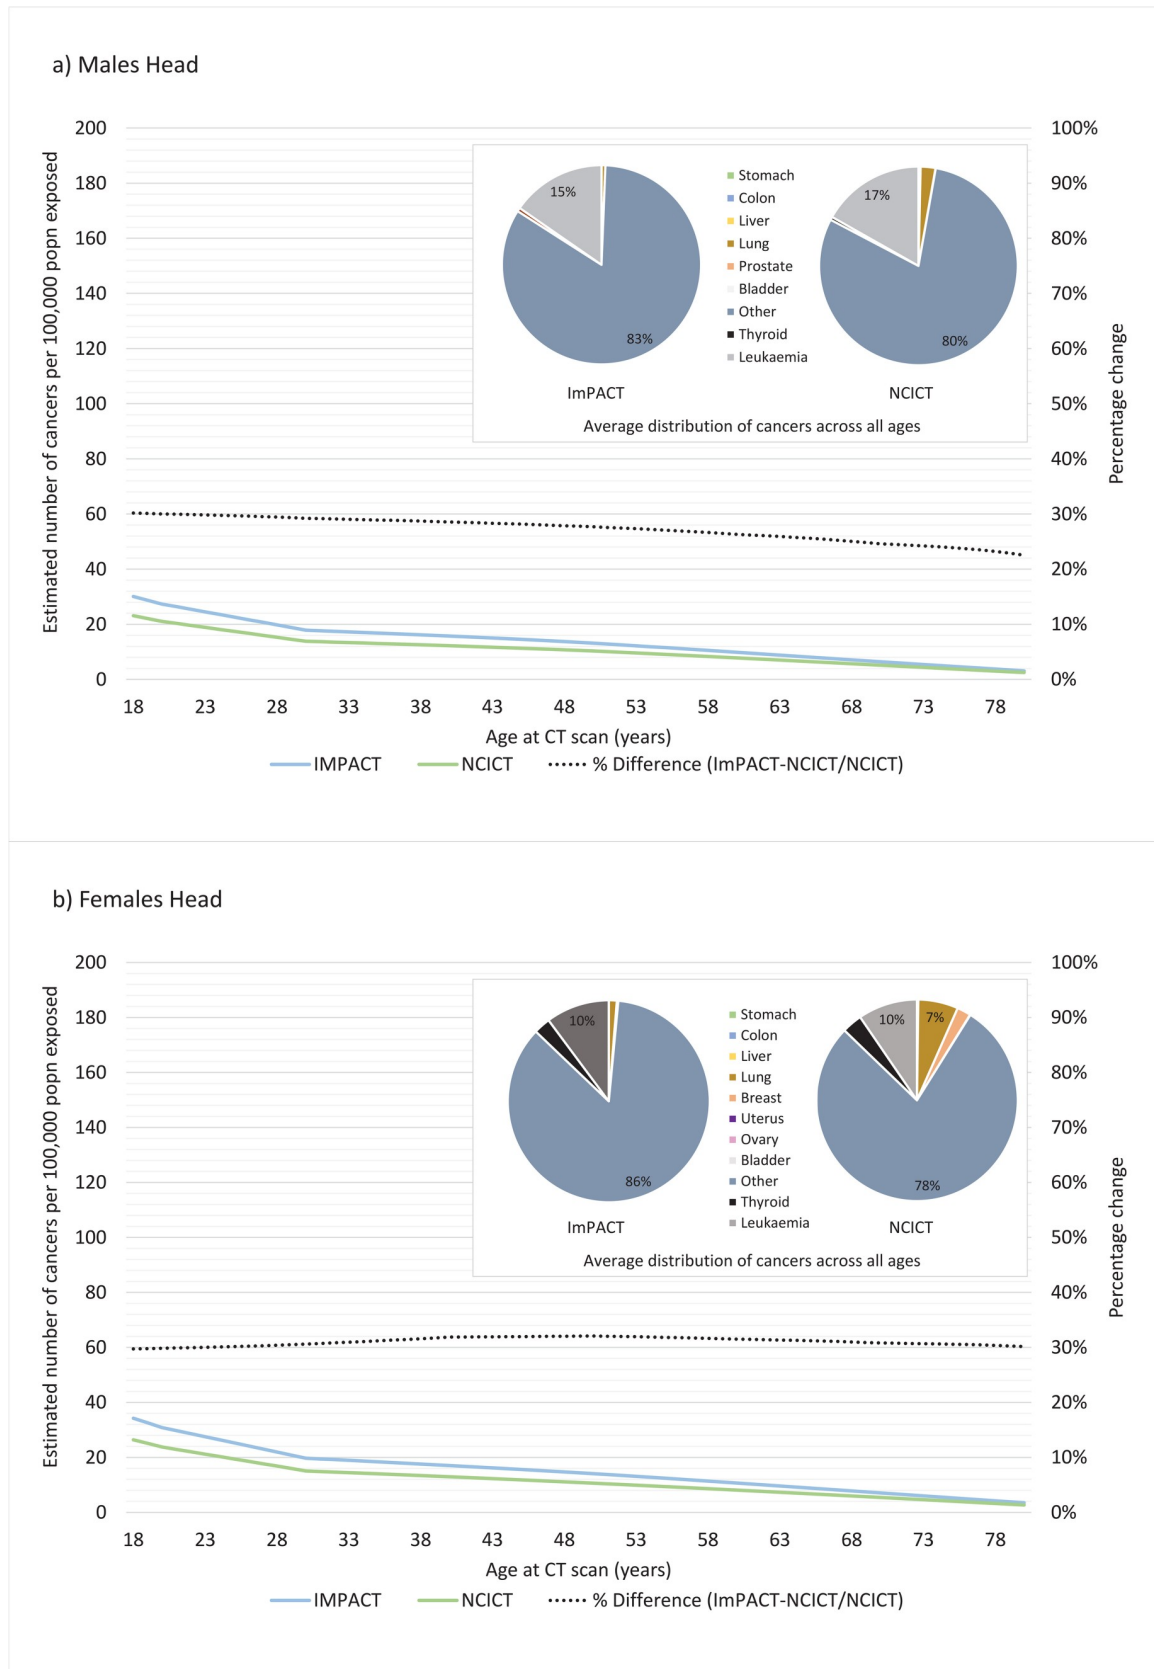 a) Males Head
Estimated number of cancers per 100,000 popn exposed
200
180
160
140
120
100
80
60
40
20
0
100%
90%
80%
70%
60%
50%
40%
30%
20%
10%
0%
Percentage change
15%
83%
ImPACT
Stomach
Colon
Liver
Lung
Prostate
Bladder
Other
Thyroid
Leukaemia
17%
80%
NCICT
Average distribution of cancers across all ages
18 23 28 33 38 43 48 53 58 63 68 73 78
Age at CT scan (years)
IMPACT NCICT % Difference (ImPACT-NCICT/NCICT)
b) Females Head
Estimated number of cancers per 100,000 popn exposed
200
180
160
140
120
100
80
60
40
20
0
100%
90%
80%
70%
60%
50%
40%
30%
20%
10%
0%
Percentage change
10%
86%
ImPACT
Stomach
Colon
Liver
Lung
Breast
Uterus
Ovary
Bladder
Other
Thyroid
Leukaemia
10%
7%
78%
NCICT
Average distribution of cancers across all ages
18 23 28 33 38 43 48 53 58 63 68 73 78
Age at CT scan (years)
IMPACT NCICT % Difference (ImPACT-NCICT/NCICT)